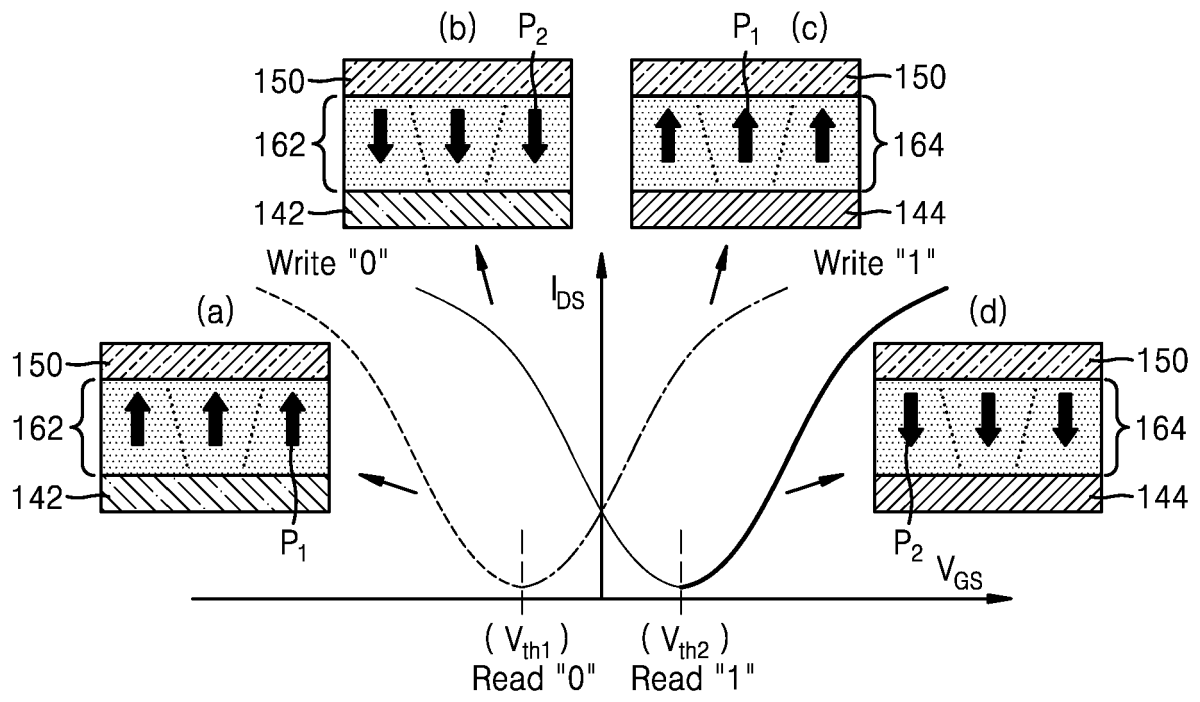 (b) P2 P1 (c)
150 150
162 164
142 144
Write "0" IDS Write "1"
(a) (d)
150 150
162 164
142 144
P1 P2
VGS
( Vth1 ) ( Vth2 )
Read "0" Read "1"